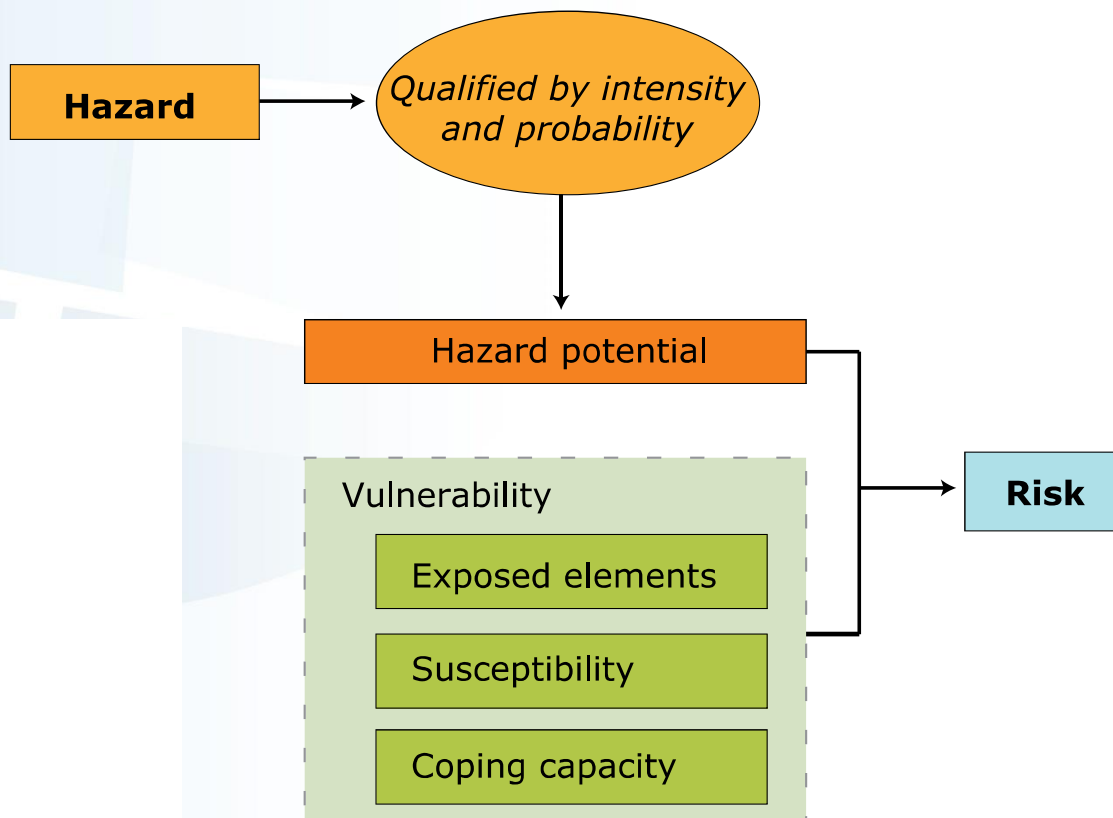 Hazard
Qualified by intensity
and probability
Hazard potential
Vulnerability
Exposed elements
Susceptibility
Coping capacity
Risk